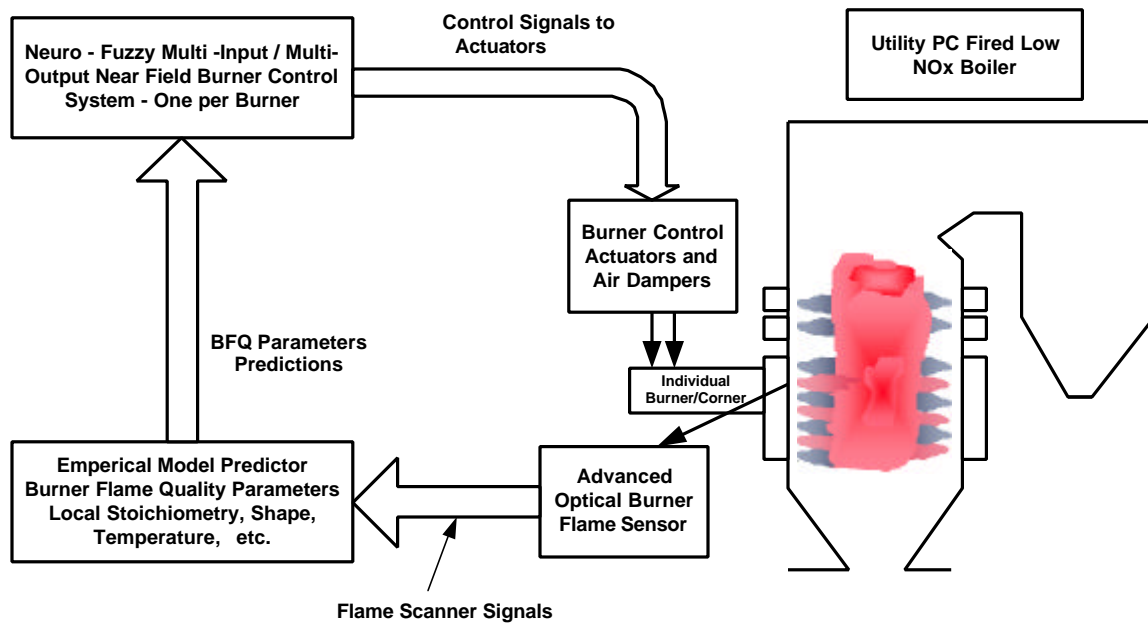 Control Signals to
Actuators
Neuro - Fuzzy Multi -Input / Multi-
Output Near Field Burner Control
System - One per Burner
Utility PC Fired Low
NOx Boiler
Burner Control
Actuators and
Air Dampers
BFQ Parameters
Predictions
Individual
Burner/Corner
Emperical Model Predictor
Burner Flame Quality Parameters
Local Stoichiometry, Shape,
Temperature, etc.
Advanced
Optical Burner
Flame Sensor
Flame Scanner Signals